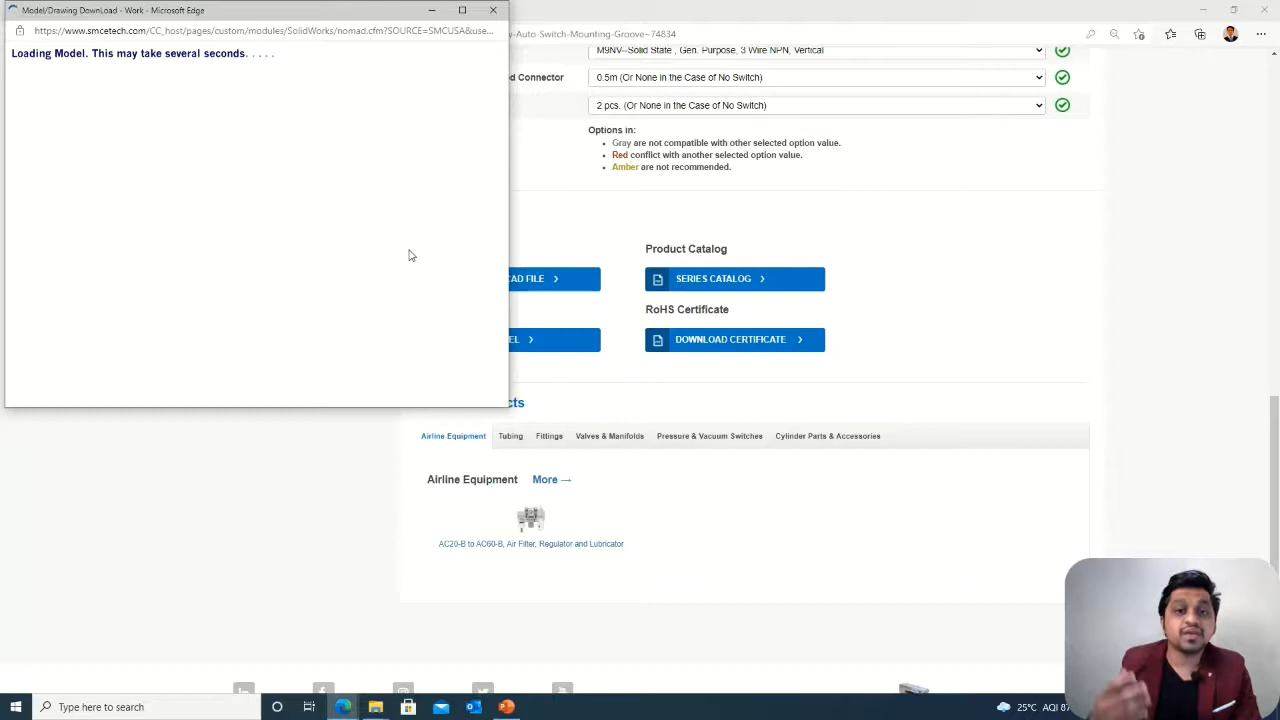 Model/Drawing DownLoad - Work - Microsoft Edge
https://www.smcetech.com/CC_host/pages/custom/modules/SolidWorks/nomad.cfm?SOURCE=SMCUSA&use...
Loading Model. This may take several seconds. . . . .
y-Auto-Switch-Mounting-Groove~74834
M9NV--Solid State , Gen. Purpose, 3 Wire NPN, Vertical
d Connector
0.5m (Or None in the Case of No Switch)
2 pcs. (Or None in the Case of No Switch)
Options in:
Gray are not compatible with other selected option value.
Red conflict with another selected option value.
Amber are not recommended.
Product Catalog
CAD FILE
SERIES CATALOG
RoHS Certificate
EL
DOWNLOAD CERTIFICATE
cts
Airline Equipment Tubing Fittings Valves & Manifolds Pressure & Vacuum Switches Cylinder Parts & Accessories
Airline Equipment More →
AC20-B to AC60-B, Air Filter, Regulator and Lubricator
Type here to search
25°C AQI 87